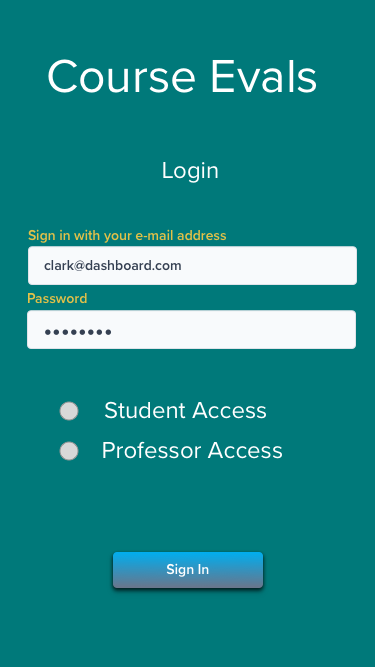 Course Evals
Login
Sign in with your e-mail address
clark@dashboard.com
Password
●●●●●●●●
Student Access
Professor Access
Sign In